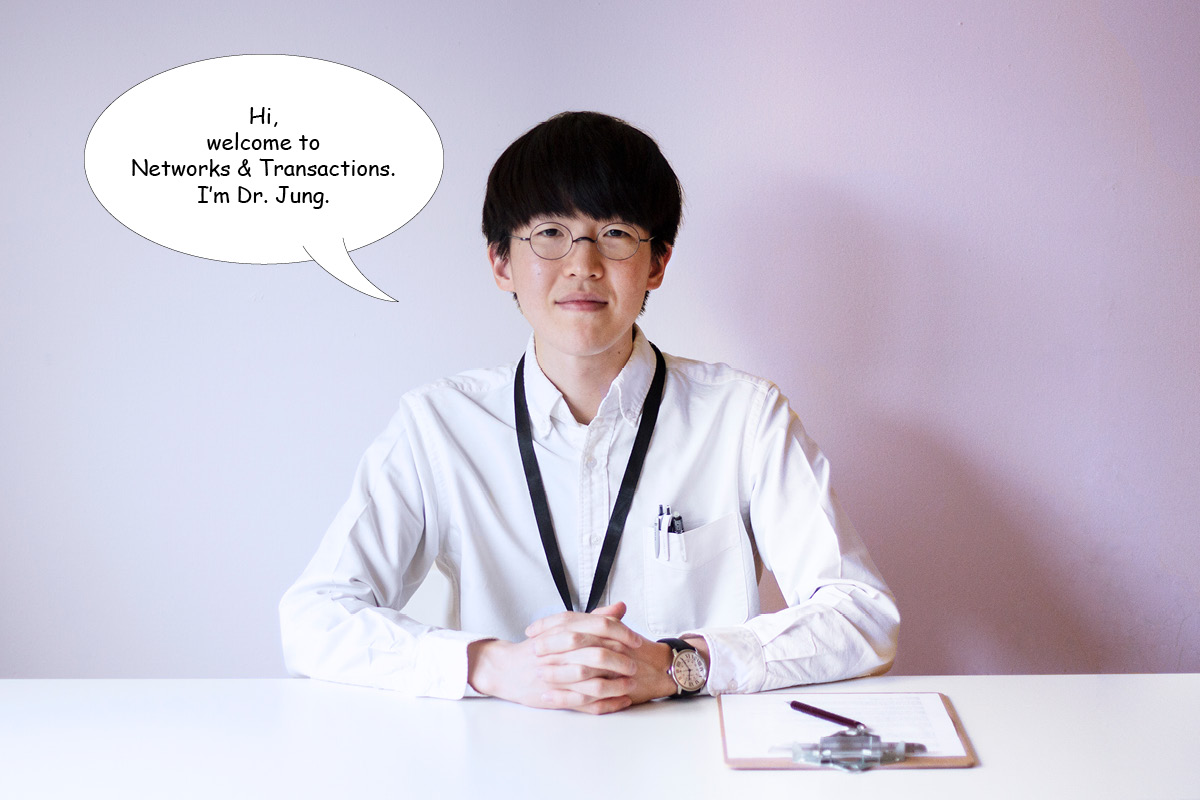 Hi,
welcome to
Networks & Transactions.
I'm Dr. Jung.